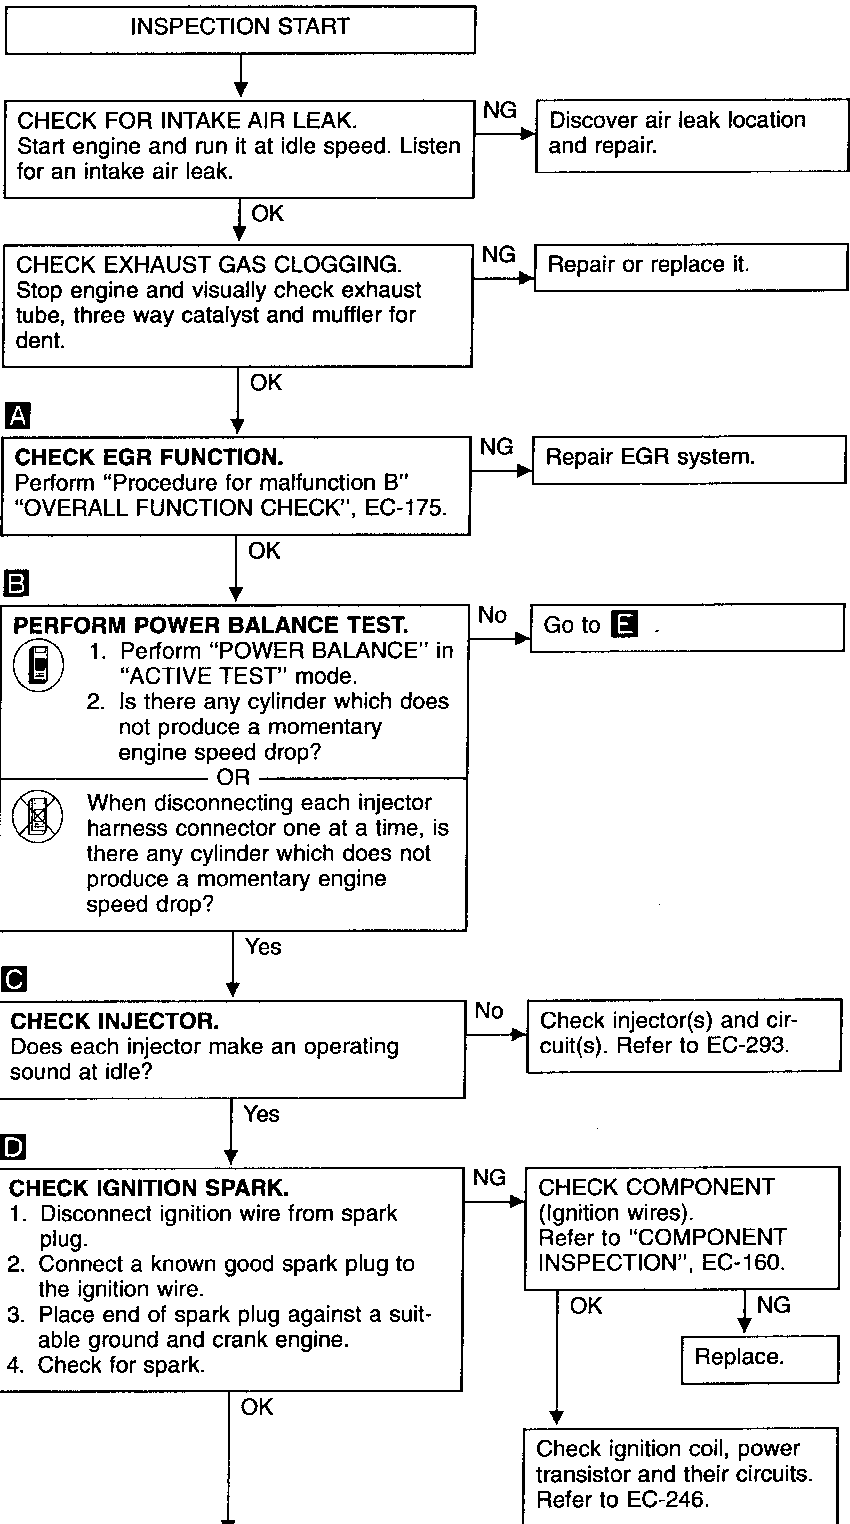 INSPECTION START
CHECK FOR INTAKE AIR LEAK.
Start engine and run it at idle speed. Listen
for an intake air leak.
NG
Discover air leak location
and repair.
OK
CHECK EXHAUST GAS CLOGGING.
Stop engine and visually check exhaust
tube, three way catalyst and muffler for
dent.
NG
Repair or replace it.
OK
A
CHECK EGR FUNCTION.
Perform “Procedure for malfunction B”
“OVERALL FUNCTION CHECK”, EC-175.
NG
Repair EGR system.
OK
B
PERFORM POWER BALANCE TEST.
1. Perform “POWER BALANCE” in
“ACTIVE TEST” mode.
2. Is there any cylinder which does
not produce a momentary
engine speed drop?
OR
When disconnecting each injector
harness connector one at a time, is
there any cylinder which does not
produce a momentary engine
speed drop?
No
Go to E .
Yes
C
CHECK INJECTOR.
Does each injector make an operating
sound at idle?
No
Check injector(s) and cir-
cuit(s). Refer to EC-293.
Yes
D
CHECK IGNITION SPARK.
1. Disconnect ignition wire from spark
plug.
2. Connect a known good spark plug to
the ignition wire.
3. Place end of spark plug against a suit-
able ground and crank engine.
4. Check for spark.
NG
CHECK COMPONENT
(Ignition wires).
Refer to “COMPONENT
INSPECTION”, EC-160.
OK
NG
Replace.
OK
Check ignition coil, power
transistor and their circuits.
Refer to EC-246.